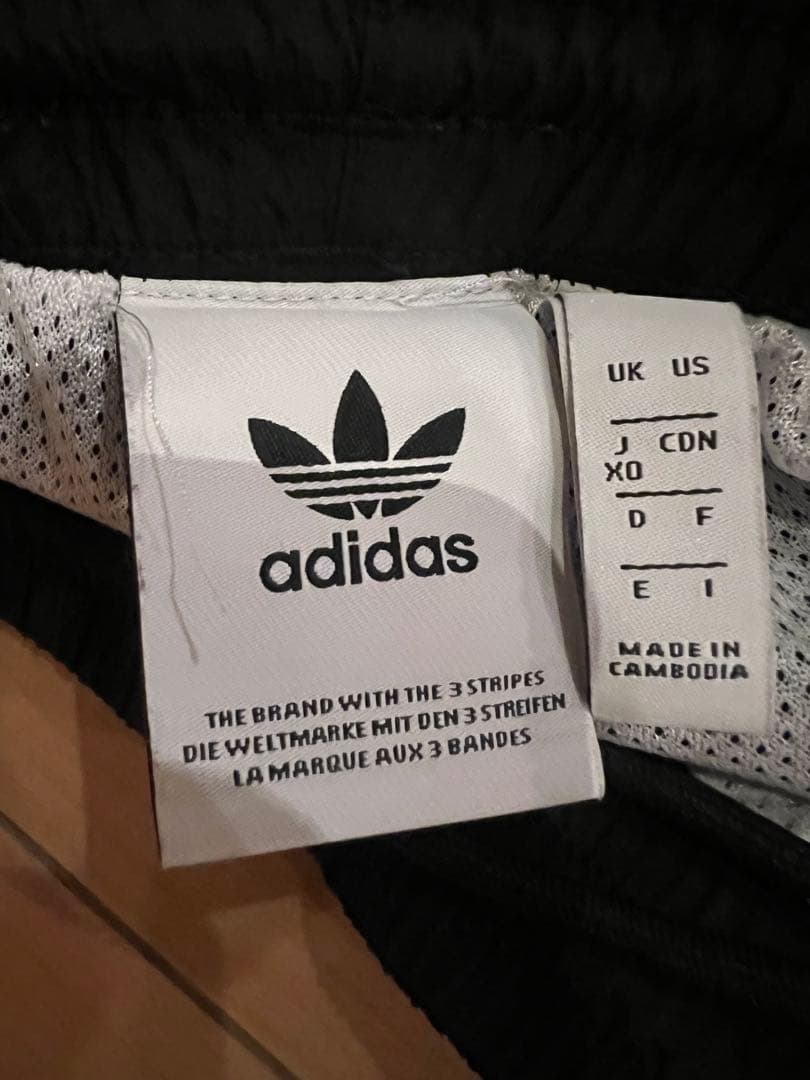 adidas
THE BRAND WITH THE 3 STRIPES
DIE WELTMARKE MIT DEN 3 STREIFEN
LA MARQUE AUX 3 BANDES
UK US
J CDN
XO
D F
E I
MADE IN
CAMBODIA